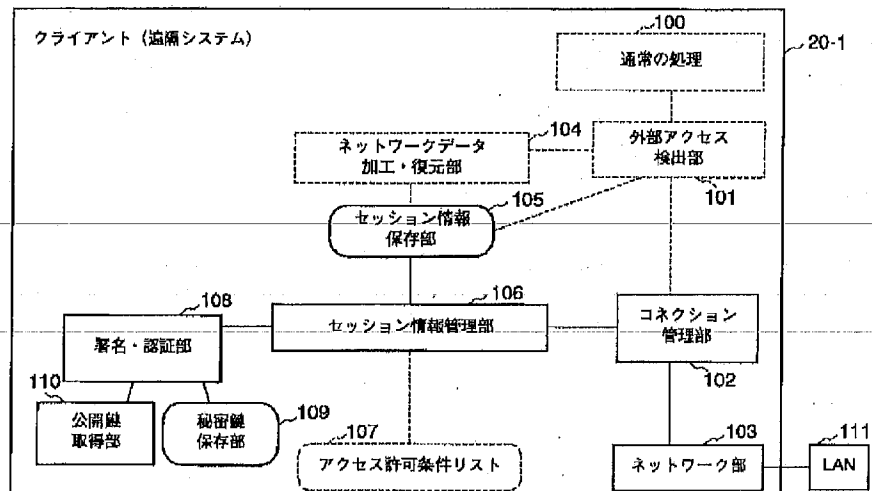 クライアント（遠隔システム）
100
20-1
通常の処理
104
ネットワークデータ
加工・復元部
外部アクセス
検出部
101
105
セッション情報
保存部
108
106
署名・認証部
セッション情報管理部
コネクション
管理部
102
110
公開鍵
取得部
秘密鍵
保存部
109
107
アクセス許可条件リスト
103
ネットワーク部
111
LAN